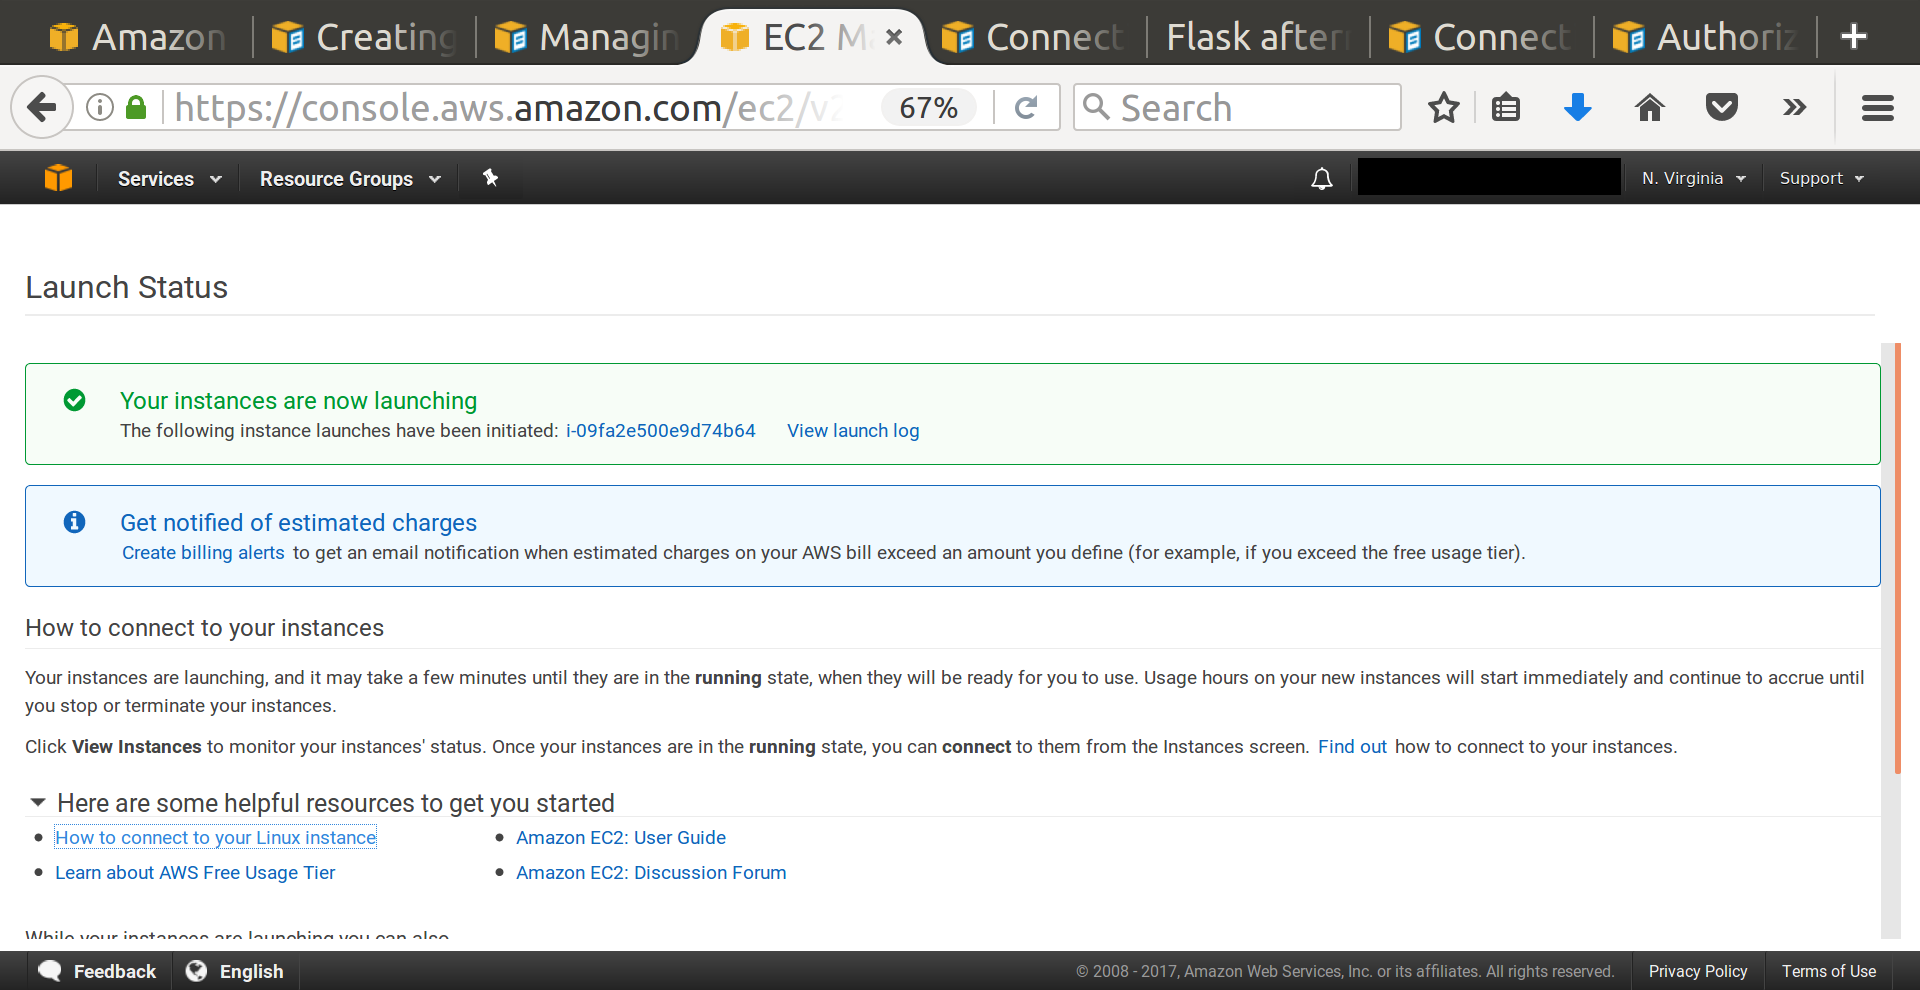 Amazon
Creating
Managin
EC2 M
Connect
Flask after
Connect
Authoriz
https://console.aws.amazon.com/ec2/v2
67%
Search
Services
Resource Groups
N. Virginia
Support
Launch Status
Your instances are now launching
The following instance launches have been initiated: i-09fa2e500e9d74b64 View launch log
Get notified of estimated charges
Create billing alerts to get an email notification when estimated charges on your AWS bill exceed an amount you define (for example, if you exceed the free usage tier).
How to connect to your instances
Your instances are launching, and it may take a few minutes until they are in the running state, when they will be ready for you to use. Usage hours on your new instances will start immediately and continue to accrue until
you stop or terminate your instances.
Click View Instances to monitor your instances' status. Once your instances are in the running state, you can connect to them from the Instances screen. Find out how to connect to your instances.
Here are some helpful resources to get you started
How to connect to your Linux instance
Amazon EC2: User Guide
Learn about AWS Free Usage Tier
Amazon EC2: Discussion Forum
While your instances are launching you can also
Feedback
English
© 2008 - 2017, Amazon Web Services, Inc. or its affiliates. All rights reserved.
Privacy Policy
Terms of Use